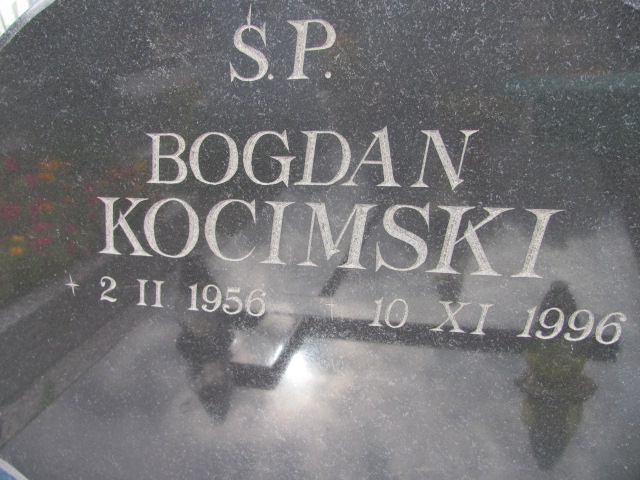 Ś.P.
BOGDAN
KOCIMSKI
2 II 1956 † 10 XI 1996